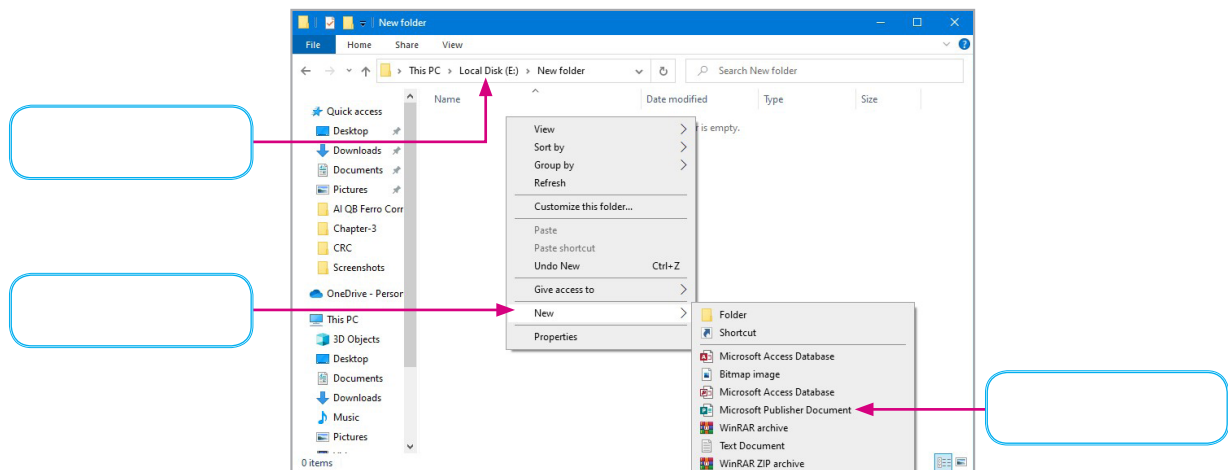 New folder
File Home Share View
This PC > Local Disk (E:) > New folder
Search New folder
Name Date modified Type Size
Quick access
Desktop
Downloads
Documents
Pictures
AI QB Ferro Corr
Chapter-3
CRC
Screenshots
OneDrive - Person
This PC
3D Objects
Desktop
Documents
Downloads
Music
Pictures
0 items
is empty.
View
Sort by
Group by
Refresh
Customize this folder...
Paste
Paste shortcut
Undo New Ctrl+Z
Give access to
New
Properties
Folder
Shortcut
Microsoft Access Database
Bitmap image
Microsoft Access Database
Microsoft Publisher Document
WinRAR archive
Text Document
WinRAR ZIP archive